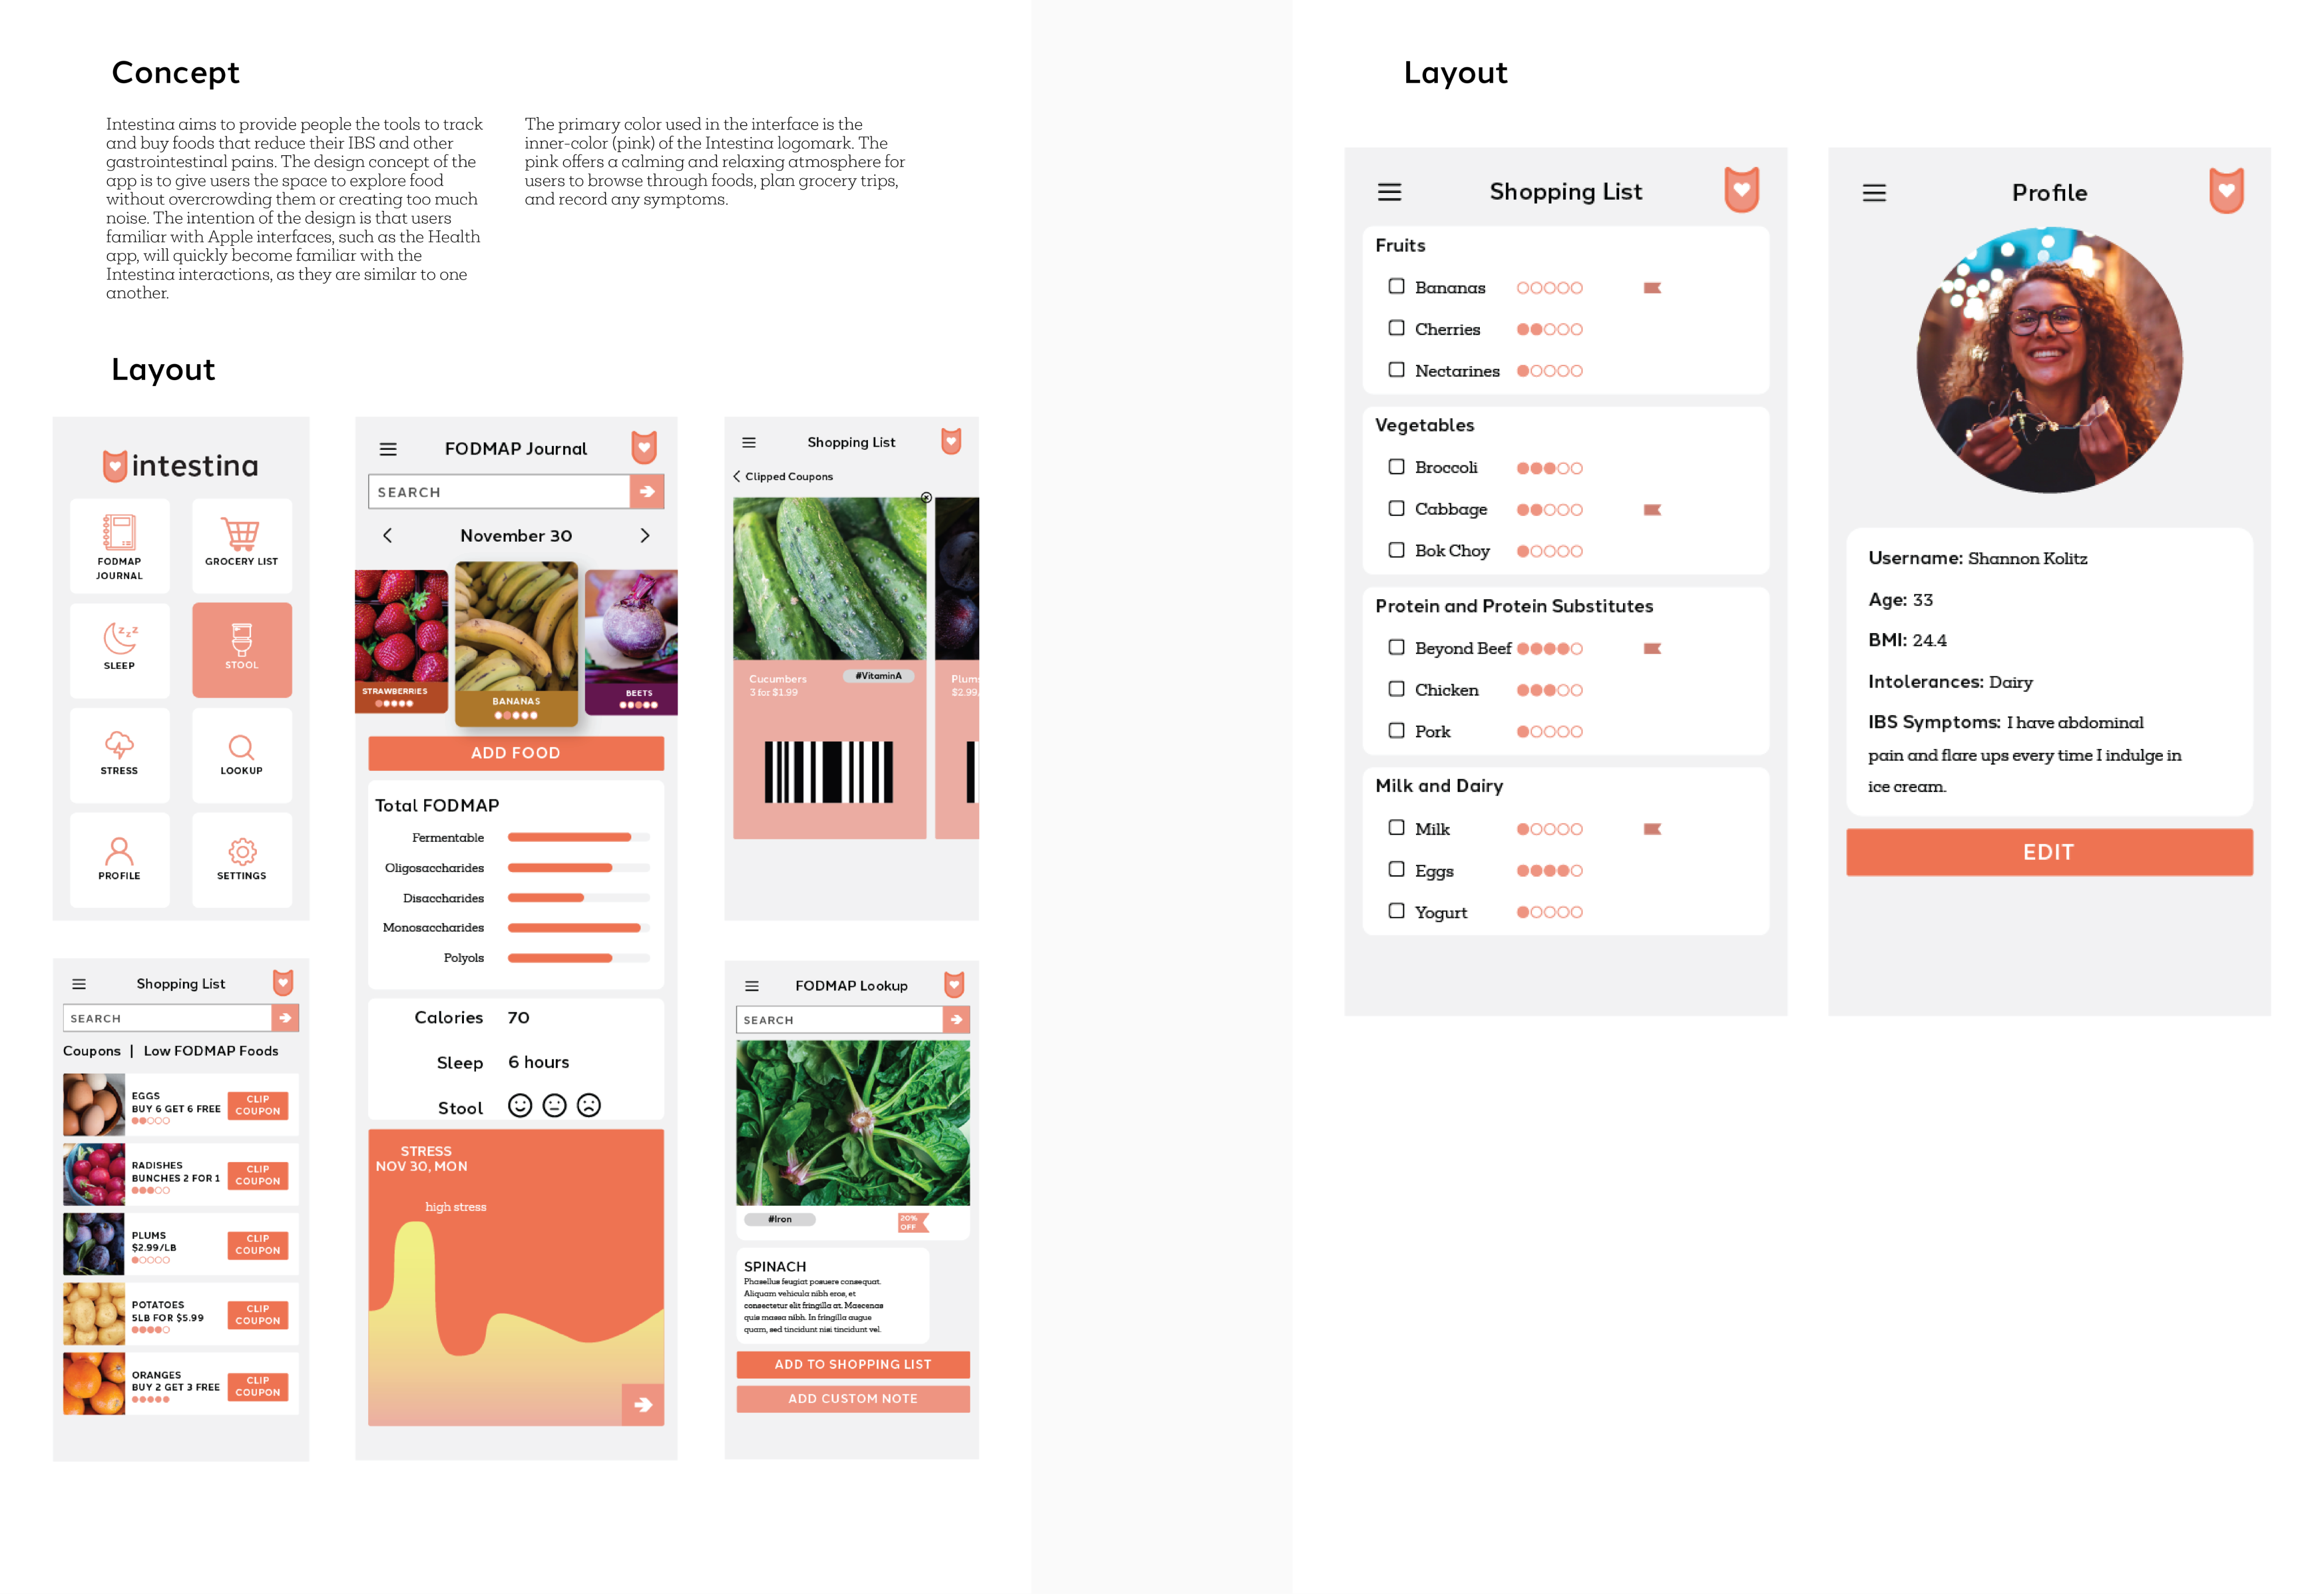 Concept
Intestina aims to provide people the tools to track
and buy foods that reduce their IBS and other
gastrointestinal pains. The design concept of the
app is to give users the space to explore food
without overcrowding them or creating too much
noise. The intention of the design is that users
familiar with Apple interfaces, such as the Health
app, will quickly become familiar with the
Intestina interactions, as they are similar to one
another.
The primary color used in the interface is the
inner-color (pink) of the Intestina logomark. The
pink offers a calming and relaxing atmosphere for
users to browse through foods, plan grocery trips,
and record any symptoms.
Layout
intestina
FODMAP
JOURNAL
GROCERY LIST
SLEEP
STOOL
STRESS
LOOKUP
PROFILE
SETTINGS
FODMAP Journal
SEARCH
November 30
STRAWBERRIES
BANANAS
BEETS
ADD FOOD
Total FODMAP
Fermentable
Oligosaccharides
Disaccharides
Monosaccharides
Polyols
Calories 70
Sleep 6 hours
Stool
STRESS
NOV 30, MON
high stress
Shopping List
Clipped Coupons
Cucumbers
3 for $1.99
#VitaminA
Plum
$2.99
Shopping List
SEARCH
Coupons | Low FODMAP Foods
EGGS
BUY 6 GET 6 FREE
CLIP
COUPON
RADISHES
BUNCHES 2 FOR 1
CLIP
COUPON
PLUMS
$2.99/LB
CLIP
COUPON
POTATOES
5LB FOR $5.99
CLIP
COUPON
ORANGES
BUY 2 GET 3 FREE
CLIP
COUPON
FODMAP Lookup
SEARCH
#Iron
20%
OFF
SPINACH
Phasellus feugiat posuere consequat.
Aliquam vehicula nibh eros, et
consectetur elit fringilla at. Maecenas
quis massa nibh. In fringilla augue
quam, sed tincidunt nisi tincidunt vel.
ADD TO SHOPPING LIST
ADD CUSTOM NOTE
Layout
Shopping List
Fruits
Bananas
Cherries
Nectarines
Vegetables
Broccoli
Cabbage
Bok Choy
Protein and Protein Substitutes
Beyond Beef
Chicken
Pork
Milk and Dairy
Milk
Eggs
Yogurt
Profile
Username: Shannon Kolitz
Age: 33
BMI: 24.4
Intolerances: Dairy
IBS Symptoms: I have abdominal
pain and flare ups every time I indulge in
ice cream.
EDIT